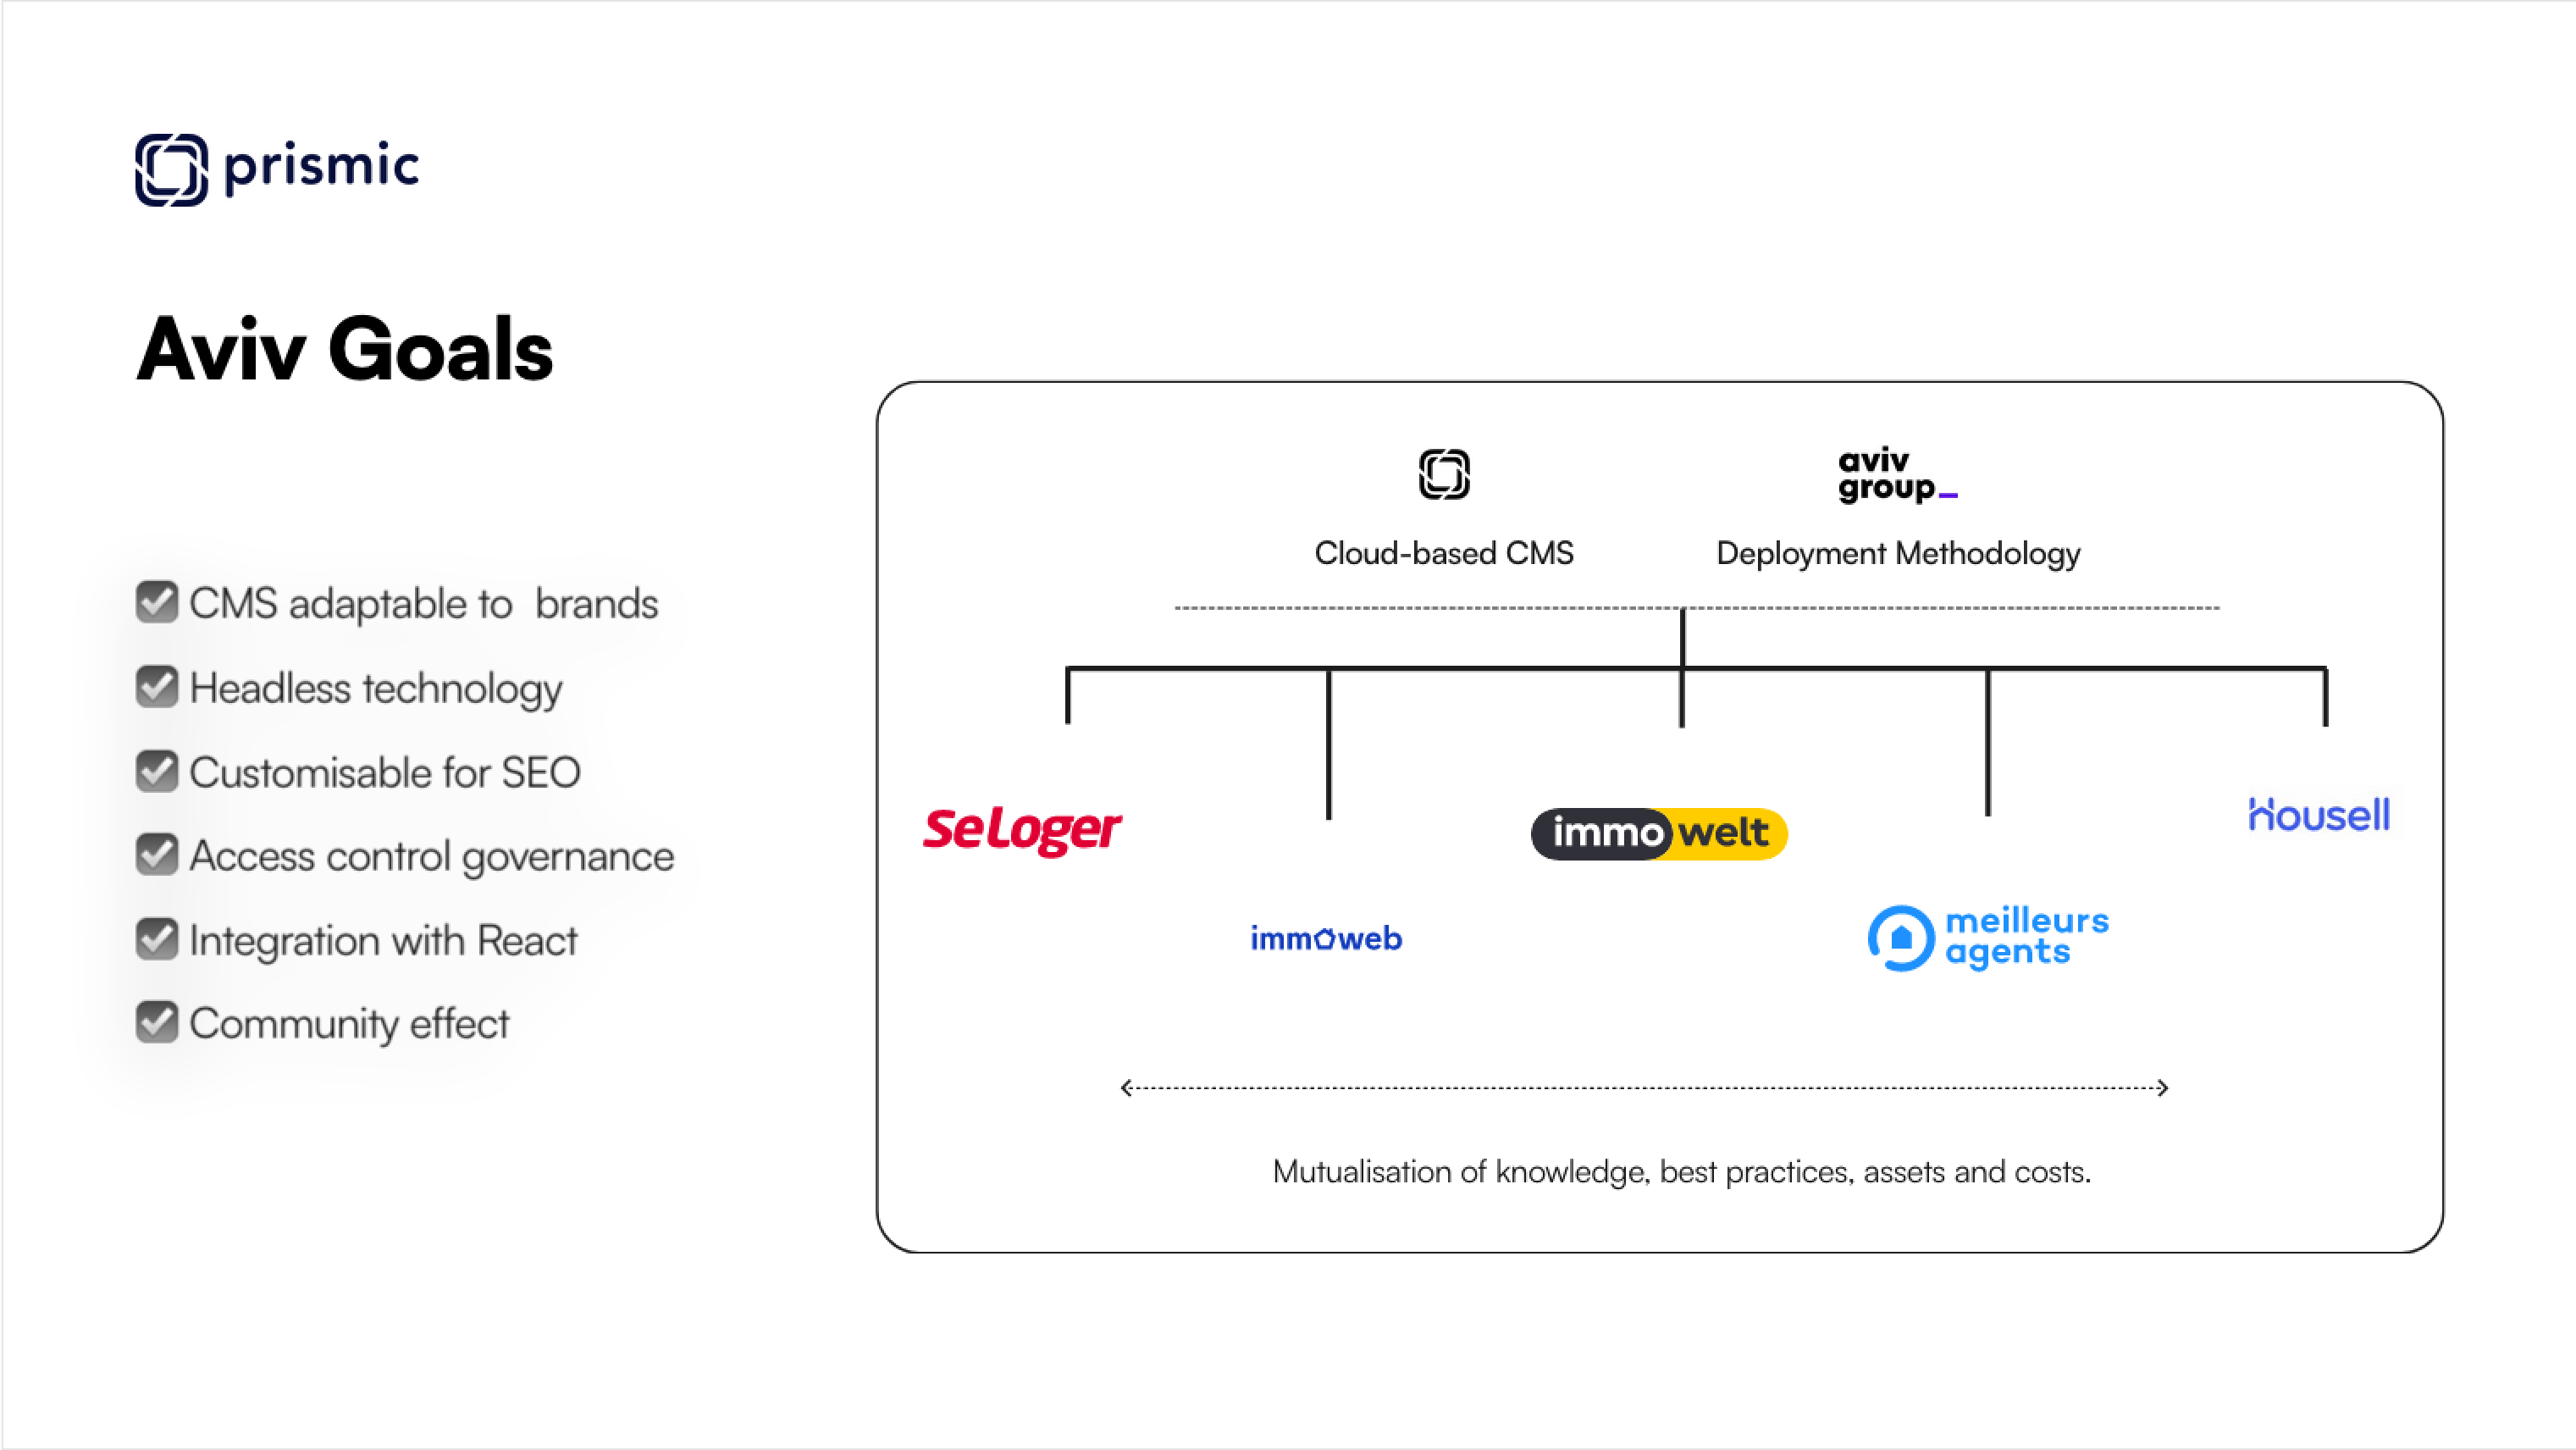 prismic
Aviv Goals
CMS adaptable to  brands
Headless technology
Customisable for SEO
Access control governance
Integration with React
Community effect
aviv
group_
Cloud-based CMS
Deployment Methodology
SeLoger
immowelt
Housell
immoweb
meilleurs
agents
Mutualisation of knowledge, best practices, assets and costs.